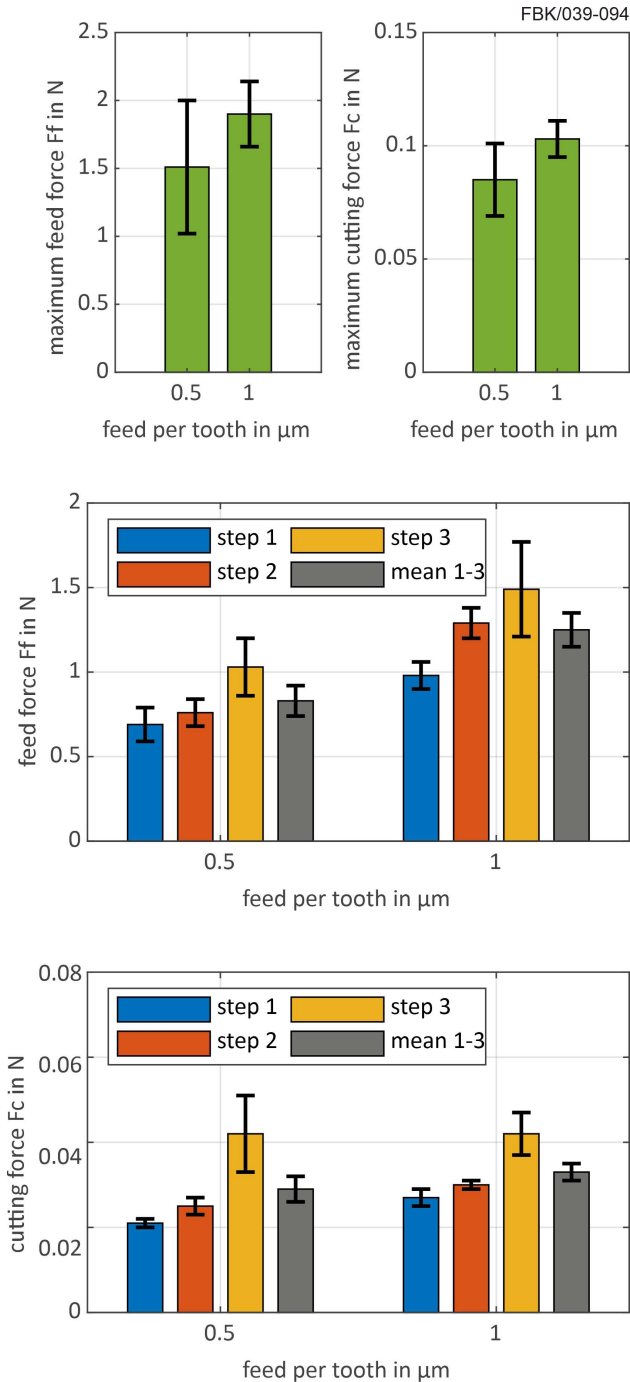 FBK/039-094
maximum feed force Ff in N
2.5
2
1.5
1
0.5
0
0.5
1
feed per tooth in µm
maximum cutting force Fc in N
0.15
0.1
0.05
0
0.5
1
feed per tooth in µm
feed force Ff in N
2
1.5
1
0.5
0
step 1
step 3
step 2
mean 1-3
0.5
1
feed per tooth in µm
cutting force Fc in N
0.08
0.06
0.04
0.02
0
step 1
step 3
step 2
mean 1-3
0.5
1
feed per tooth in µm